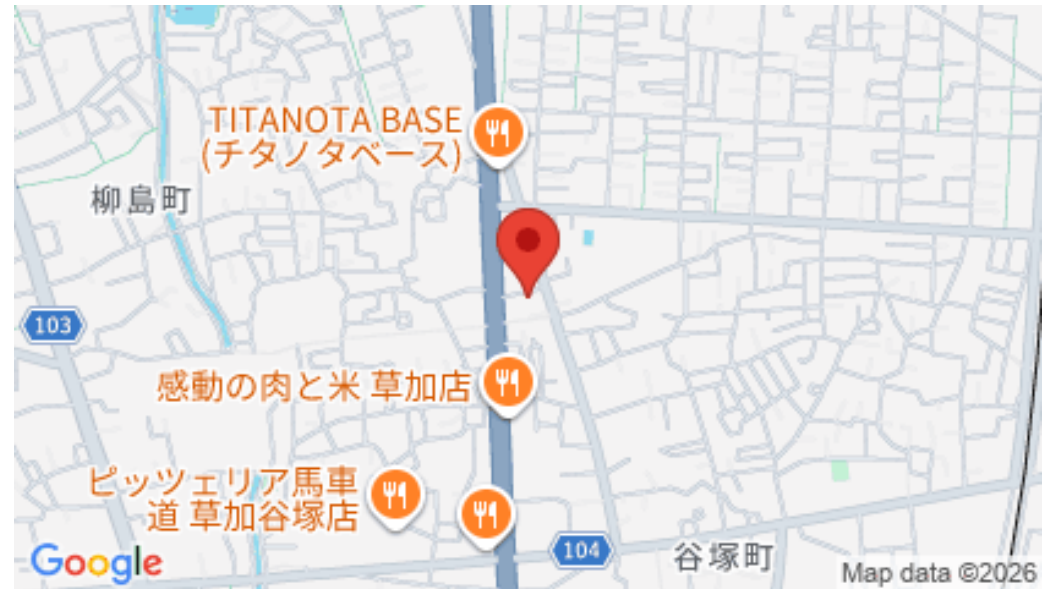 TITANOTA BASE
(チタノタベース)
柳島町
103
感動の肉と米 草加店
ピッツェリア馬車
道 草加谷塚店
104
谷塚町
Google
Map data ©2026